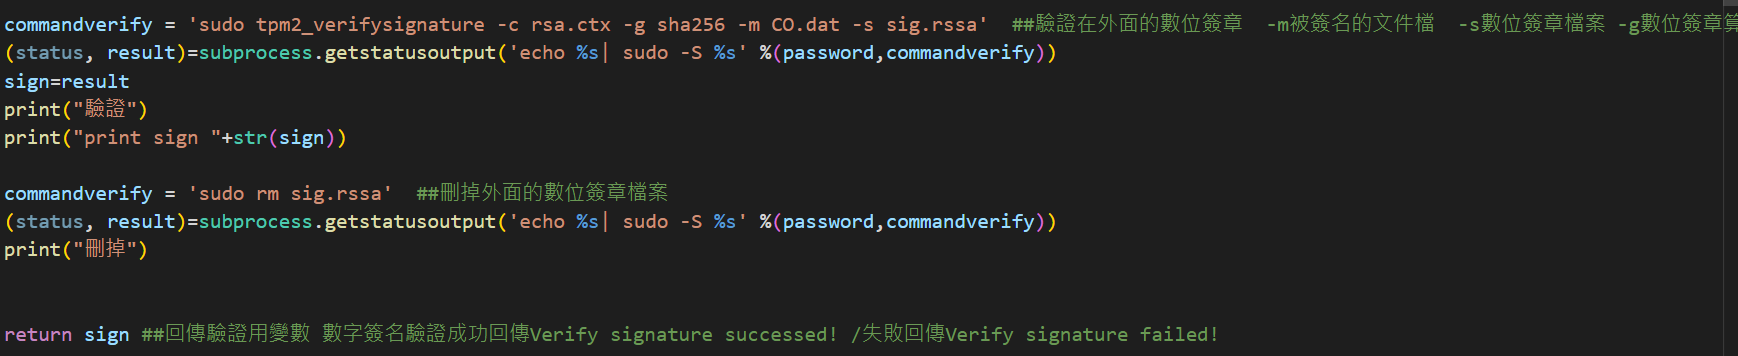 commandverify = 'sudo tpm2_verifysignature -c rsa.ctx -g sha256 -m CO.dat -s sig.rssa'  ##驗證在外面的數位簽章  -m被簽名的文件檔  -s數位簽章檔案 -g數位簽章算
(status, result)=subprocess.getstatusoutput('echo %s| sudo -S %s' %(password,commandverify))
sign=result
print("驗證")
print("print sign "+str(sign))
commandverify = 'sudo rm sig.rssa'  ##刪掉外面的數位簽章檔案
(status, result)=subprocess.getstatusoutput('echo %s| sudo -S %s' %(password,commandverify))
print("刪掉")
return sign ##回傳驗證用變數 數字簽名驗證成功回傳Verify signature successed! /失敗回傳Verify signature failed!